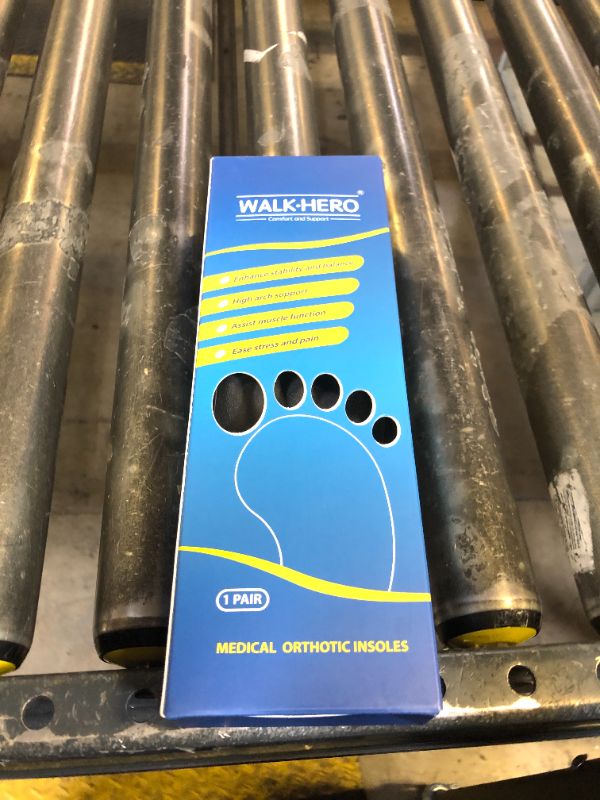 WALK·HERO®
Comfort and Support
Enhance stability and balance
High arch support
Assist muscle function
Ease stress and pain
1 PAIR
MEDICAL ORTHOTIC INSOLES